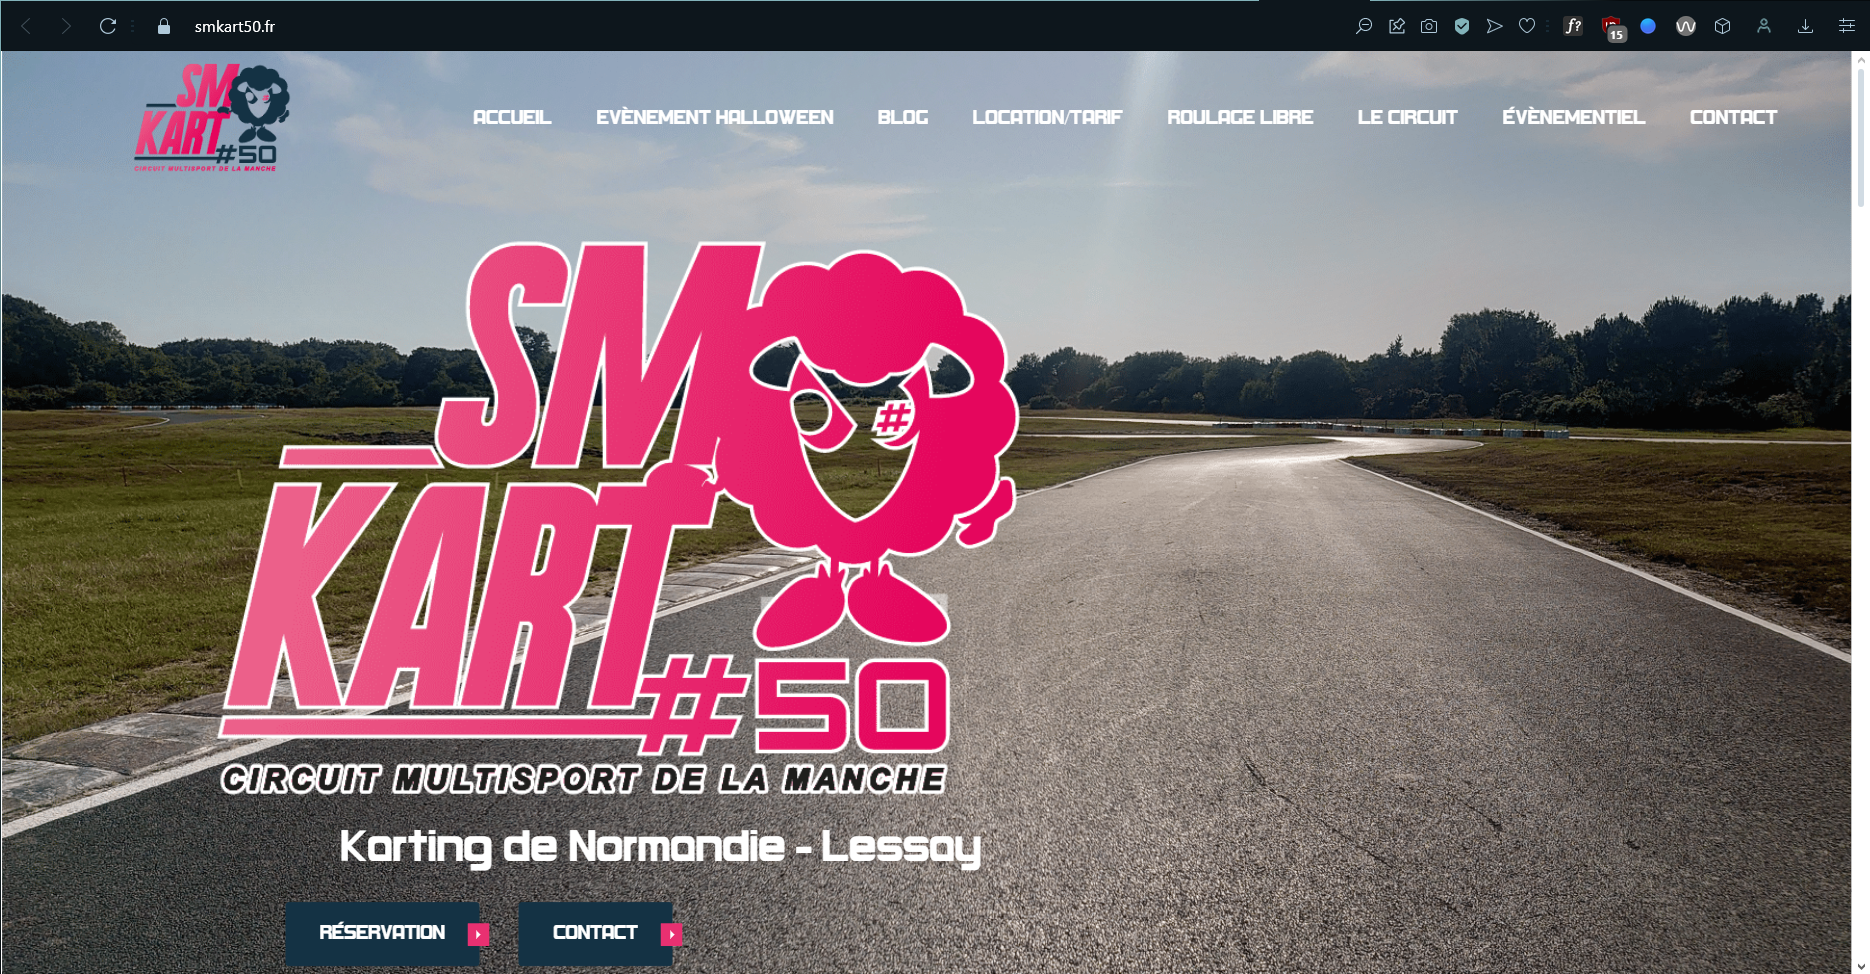 smkart50.fr
15
SM
KART
#50
CIRCUIT MULTISPORT DE LA MANCHE
ACCUEIL EVÈNEMENT HALLOWEEN BLOG LOCATION/TARIF ROULAGE LIBRE LE CIRCUIT ÉVÈNEMENTIEL CONTACT
SM
#
KART
#50
CIRCUIT MULTISPORT DE LA MANCHE
Karting de Normandie - Lessay
RÉSERVATION CONTACT